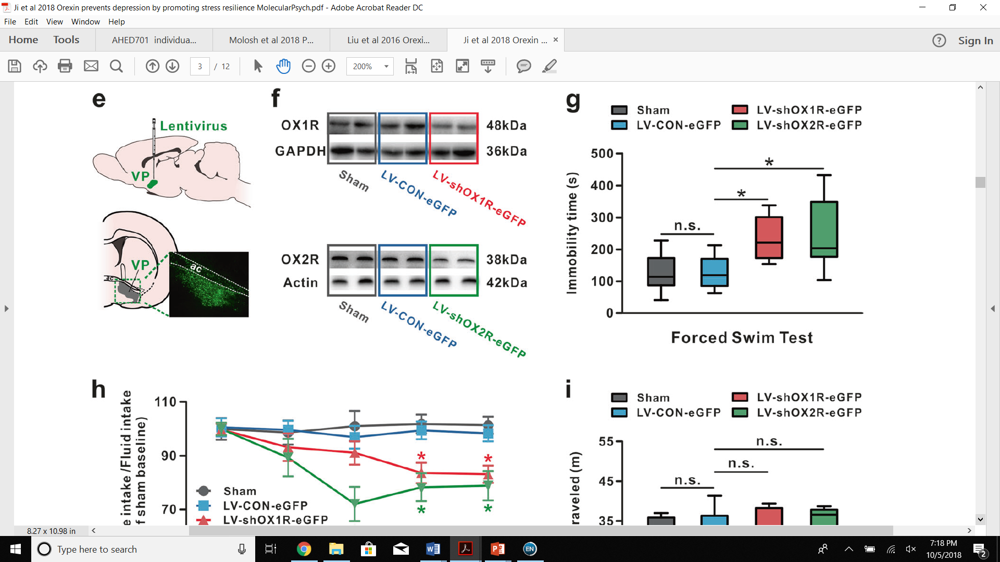 Ji et al 2018 Orexin prevents depression by promoting stress resilience MolecularPsych.pdf - Adobe Acrobat Reader DC
File Edit View Window Help
Home Tools AHED701 individua... Molosh et al 2018 P... Liu et al 2016 Orexi... Ji et al 2018 Orexin ... × ? Sign In
3 / 12 200%
e
Lentivirus
VP
VP
ac
ac
f
OX1R 48kDa
GAPDH 36kDa
Sham
LV-CON-eGFP
LV-shOX1R-eGFP
OX2R 38kDa
Actin 42kDa
Sham
LV-CON-eGFP
LV-shOX2R-eGFP
g
Sham LV-shOX1R-eGFP
LV-CON-eGFP LV-shOX2R-eGFP
Immobility time (s)
500
400
300
200
100
0
*
*
n.s.
Forced Swim Test
h
e intake/Fluid intake
f sham baseline)
110
90
70
* *
* *
Sham
LV-CON-eGFP
LV-shOX1R-eGFP
i
Sham LV-shOX1R-eGFP
LV-CON-eGFP LV-shOX2R-eGFP
raveled (m)
55
45
35
n.s.
n.s.
n.s.
8.27 x 10.98 in
Type here to search
EN
7:18 PM
10/5/2018
2